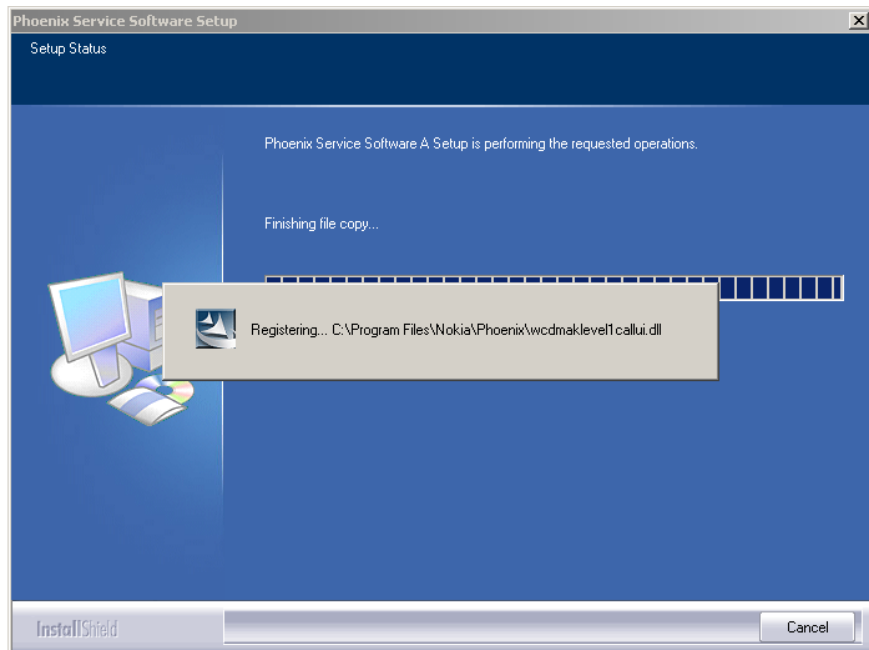 Phoenix Service Software Setup
Setup Status
Phoenix Service Software A Setup is performing the requested operations.
Finishing file copy...
Registering... C:\Program Files\Nokia\Phoenix\wcdmaklevel1callui.dll
InstallShield
Cancel